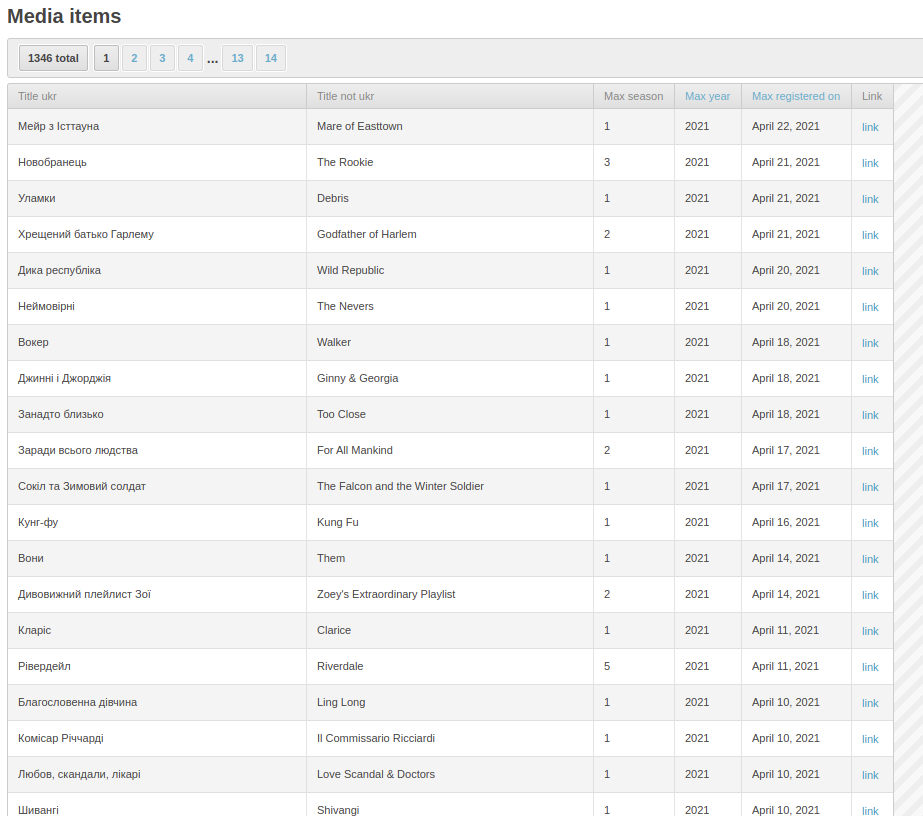 Media items
1346 total 1 2 3 4 ... 13 14
Title ukr Title not ukr Max season Max year Max registered on Link
Мейр з Істтауна Mare of Easttown 1 2021 April 22, 2021 link
Новобранець The Rookie 3 2021 April 21, 2021 link
Уламки Debris 1 2021 April 21, 2021 link
Хрещений батько Гарлему Godfather of Harlem 2 2021 April 21, 2021 link
Дика республіка Wild Republic 1 2021 April 20, 2021 link
Неймовірні The Nevers 1 2021 April 20, 2021 link
Вокер Walker 1 2021 April 18, 2021 link
Джинні і Джорджія Ginny & Georgia 1 2021 April 18, 2021 link
Занадто близько Too Close 1 2021 April 18, 2021 link
Заради всього людства For All Mankind 2 2021 April 17, 2021 link
Сокіл та Зимовий солдат The Falcon and the Winter Soldier 1 2021 April 17, 2021 link
Кунг-фу Kung Fu 1 2021 April 16, 2021 link
Вони Them 1 2021 April 14, 2021 link
Дивовижний плейлист Зої Zoey's Extraordinary Playlist 2 2021 April 14, 2021 link
Кларіс Clarice 1 2021 April 11, 2021 link
Рівердейл Riverdale 5 2021 April 11, 2021 link
Благословенна дівчина Ling Long 1 2021 April 10, 2021 link
Комісар Річчарді Il Commissario Ricciardi 1 2021 April 10, 2021 link
Любов, скандали, лікарі Love Scandal & Doctors 1 2021 April 10, 2021 link
Шивангі Shivangi 1 2021 April 10, 2021 link